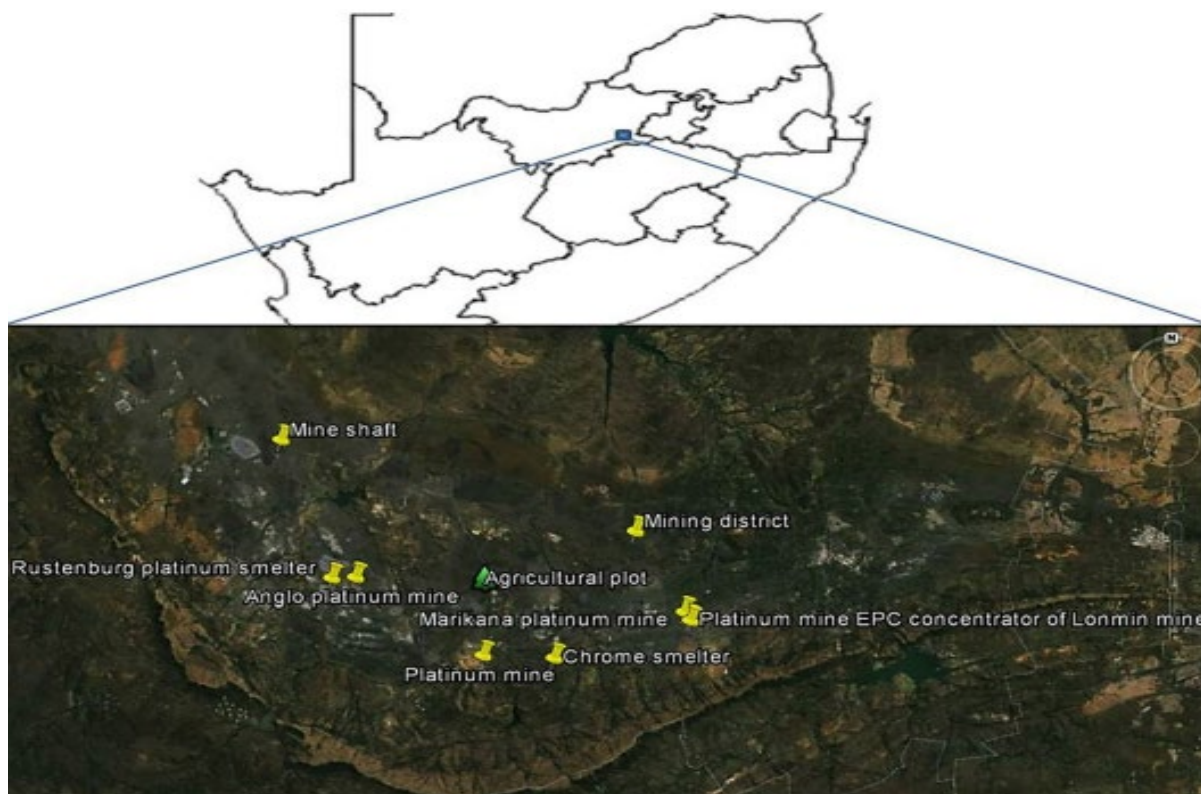 N
Mine shaft
Mining district
Rustenburg platinum smelter
Agricultural plot
Anglo platinum mine
Marikana platinum mine
Platinum mine EPC concentrator of Lonmin mine
Chrome smelter
Platinum mine